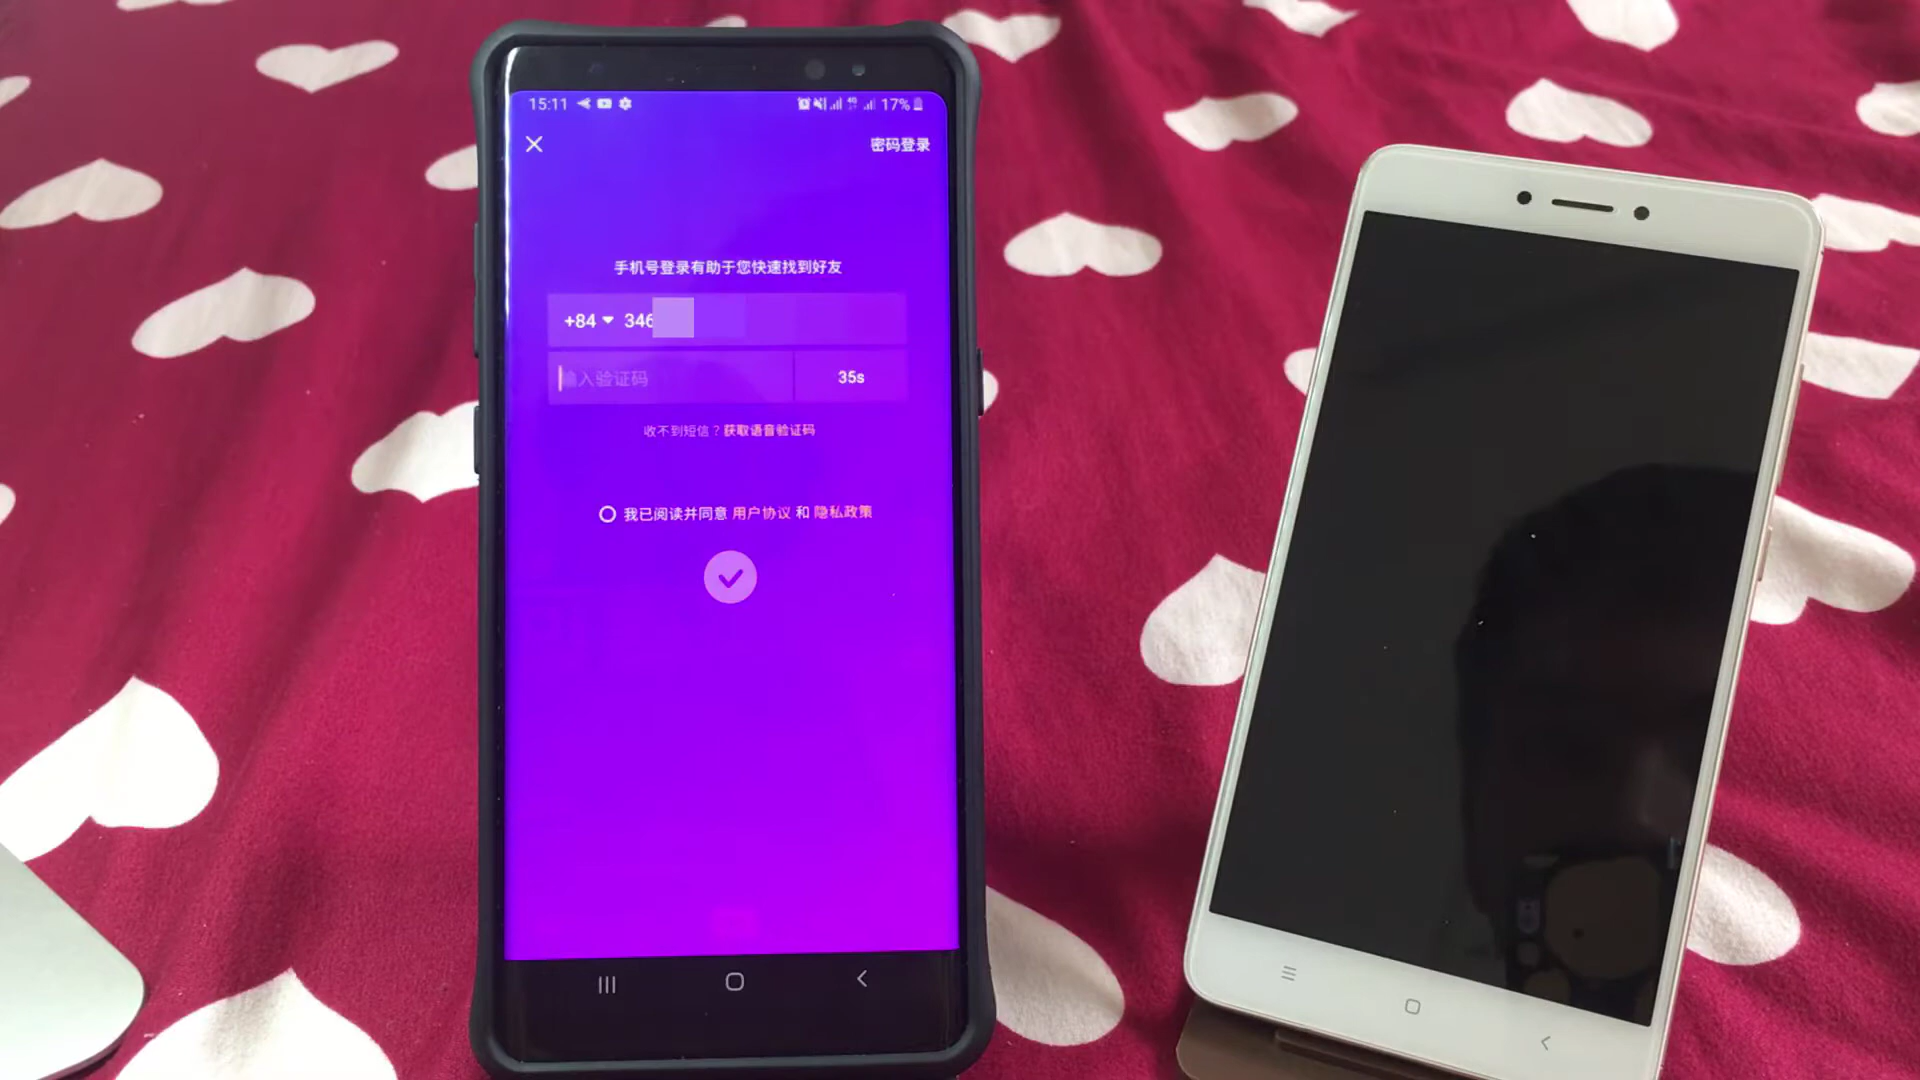 15:11 17%
密码登录
手机号登录有助于您快速找到好友
+84 346
输入验证码 35s
收不到短信？获取语音验证码
我已阅读并同意 用户协议 和 隐私政策